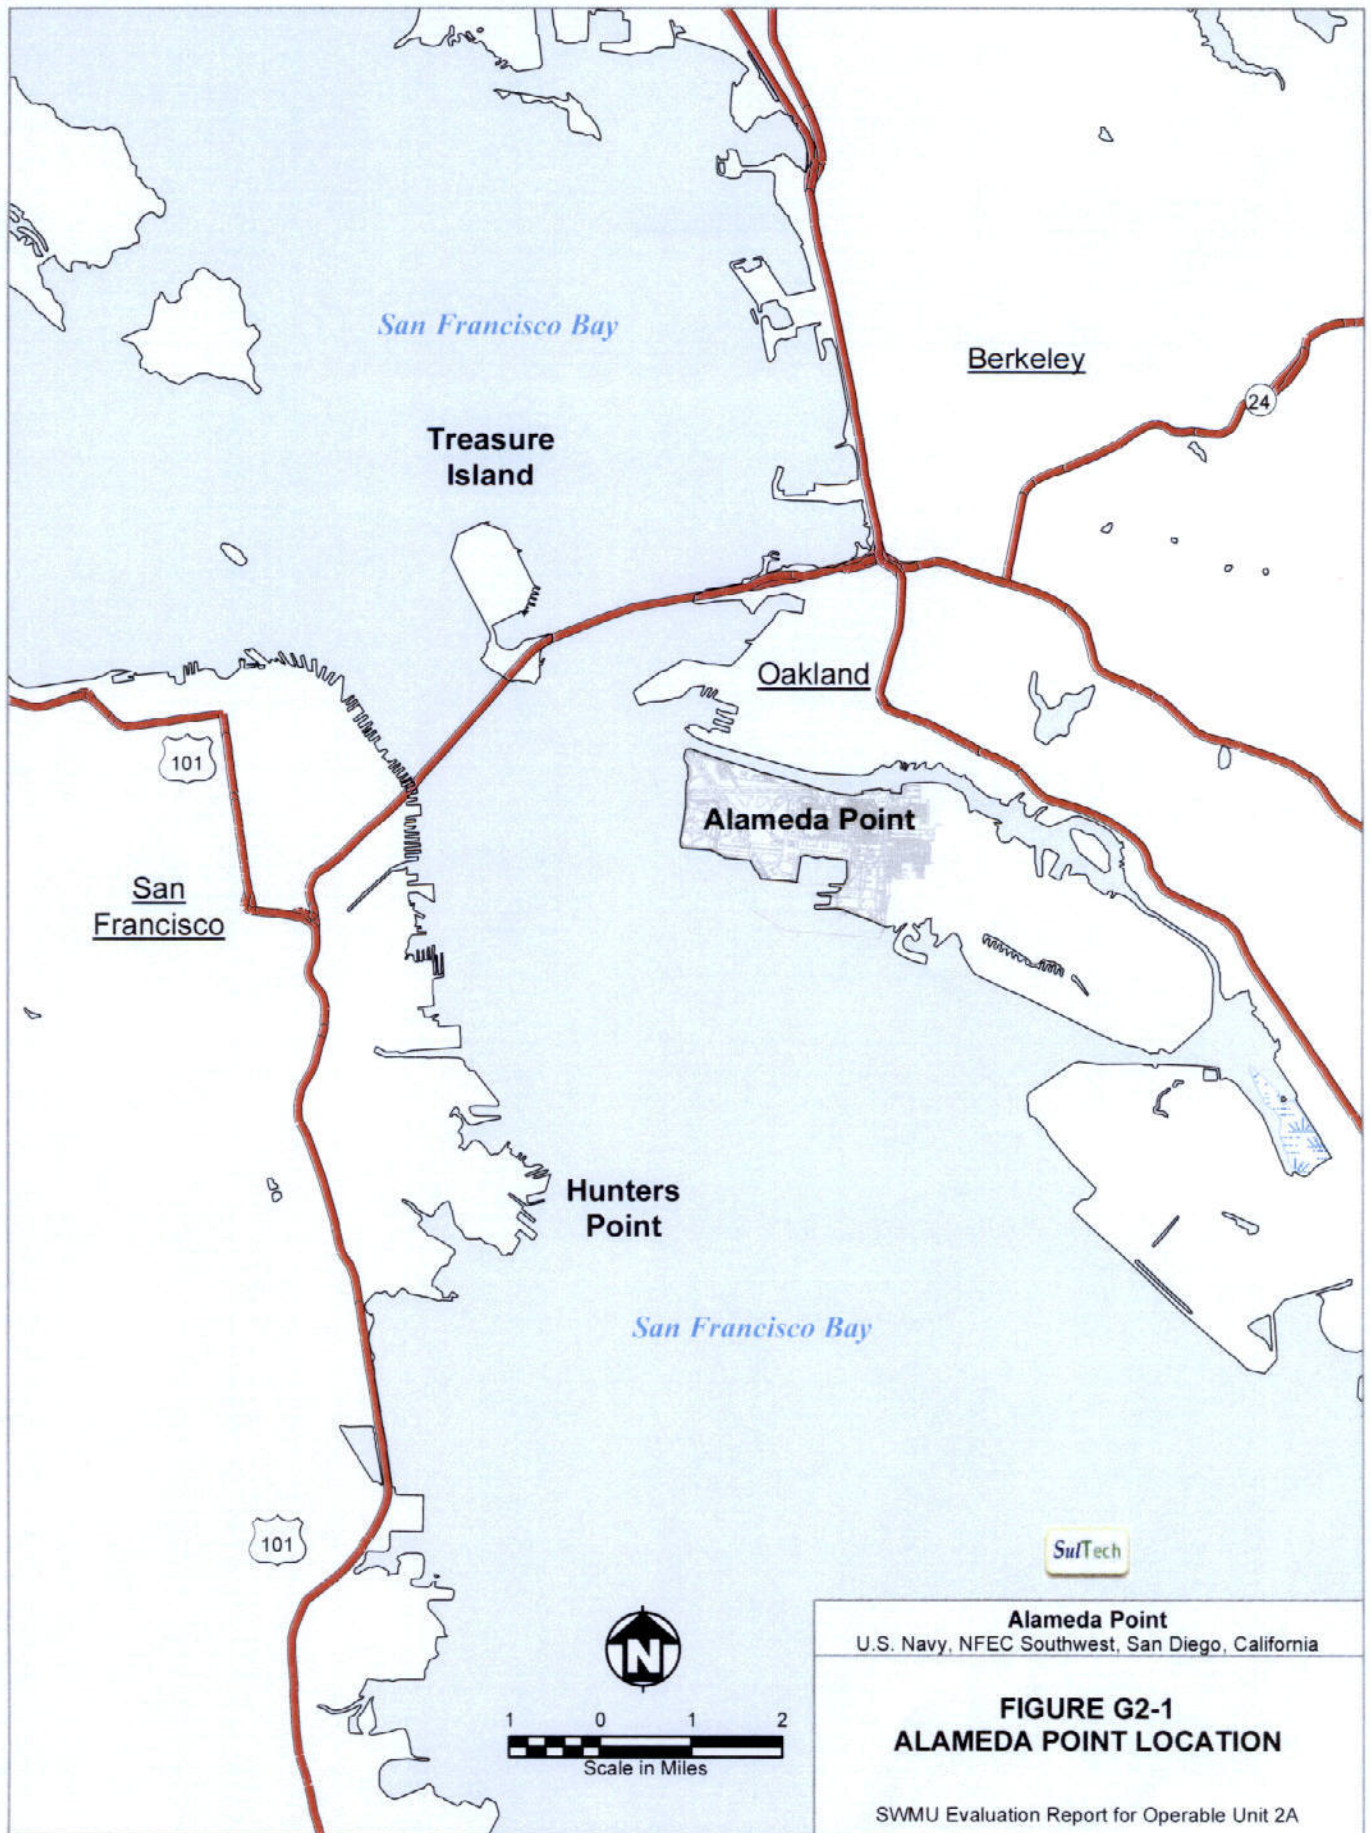 San Francisco Bay
Berkeley
24
Treasure
Island
Oakland
101
Alameda Point
San
Francisco
Hunters
Point
San Francisco Bay
101
SulTech
N
1 0 1 2
Scale in Miles
Alameda Point
U.S. Navy, NFEC Southwest, San Diego, California
FIGURE G2-1
ALAMEDA POINT LOCATION
SWMU Evaluation Report for Operable Unit 2A